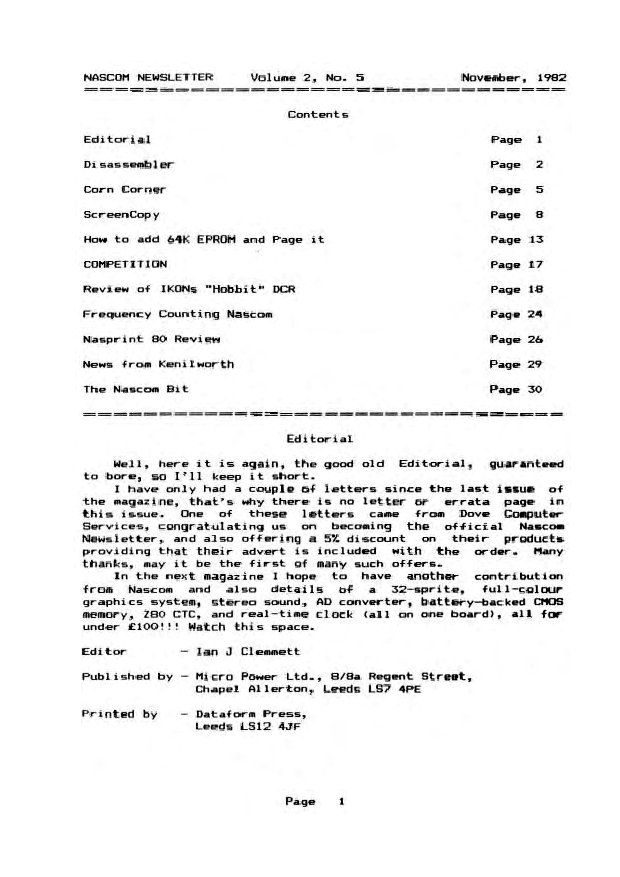 NASCOM NEWSLETTER Volume 2, No. 5 November, 1982
Contents
Editorial Page 1
Disassembler Page 2
Corn Corner Page 5
ScreenCopy Page 8
How to add 64K EPROM and Page it Page 13
COMPETITION Page 17
Review of IKONs "Hobbit" DCR Page 18
Frequency Counting Nascom Page 24
Nasprint 80 Review Page 26
News from Kenilworth Page 29
The Nascom Bit Page 30
Editorial
Well, here it is again, the good old Editorial, guaranteed
to bore, so I'll keep it short.
I have only had a couple of letters since the last issue of
the magazine, that's why there is no letter or errata page in
this issue. One of these letters came from Dove Computer
Services, congratulating us on becoming the official Nascom
Newsletter, and also offering a 5% discount on their products
providing that their advert is included with the order. Many
thanks, may it be the first of many such offers.
In the next magazine I hope to have another contribution
from Nascom and also details of a 32-sprite, full-colour
graphics system, stereo sound, AD converter, battery-backed CMOS
memory, Z80 CTC, and real-time clock (all on one board), all for
under £100!!! Watch this space.
Editor - Ian J Clemmett
Published by - Micro Power Ltd., 8/8a Regent Street,
Chapel Allerton, Leeds LS7 4PE
Printed by - Dataform Press,
Leeds LS12 4JF
Page 1